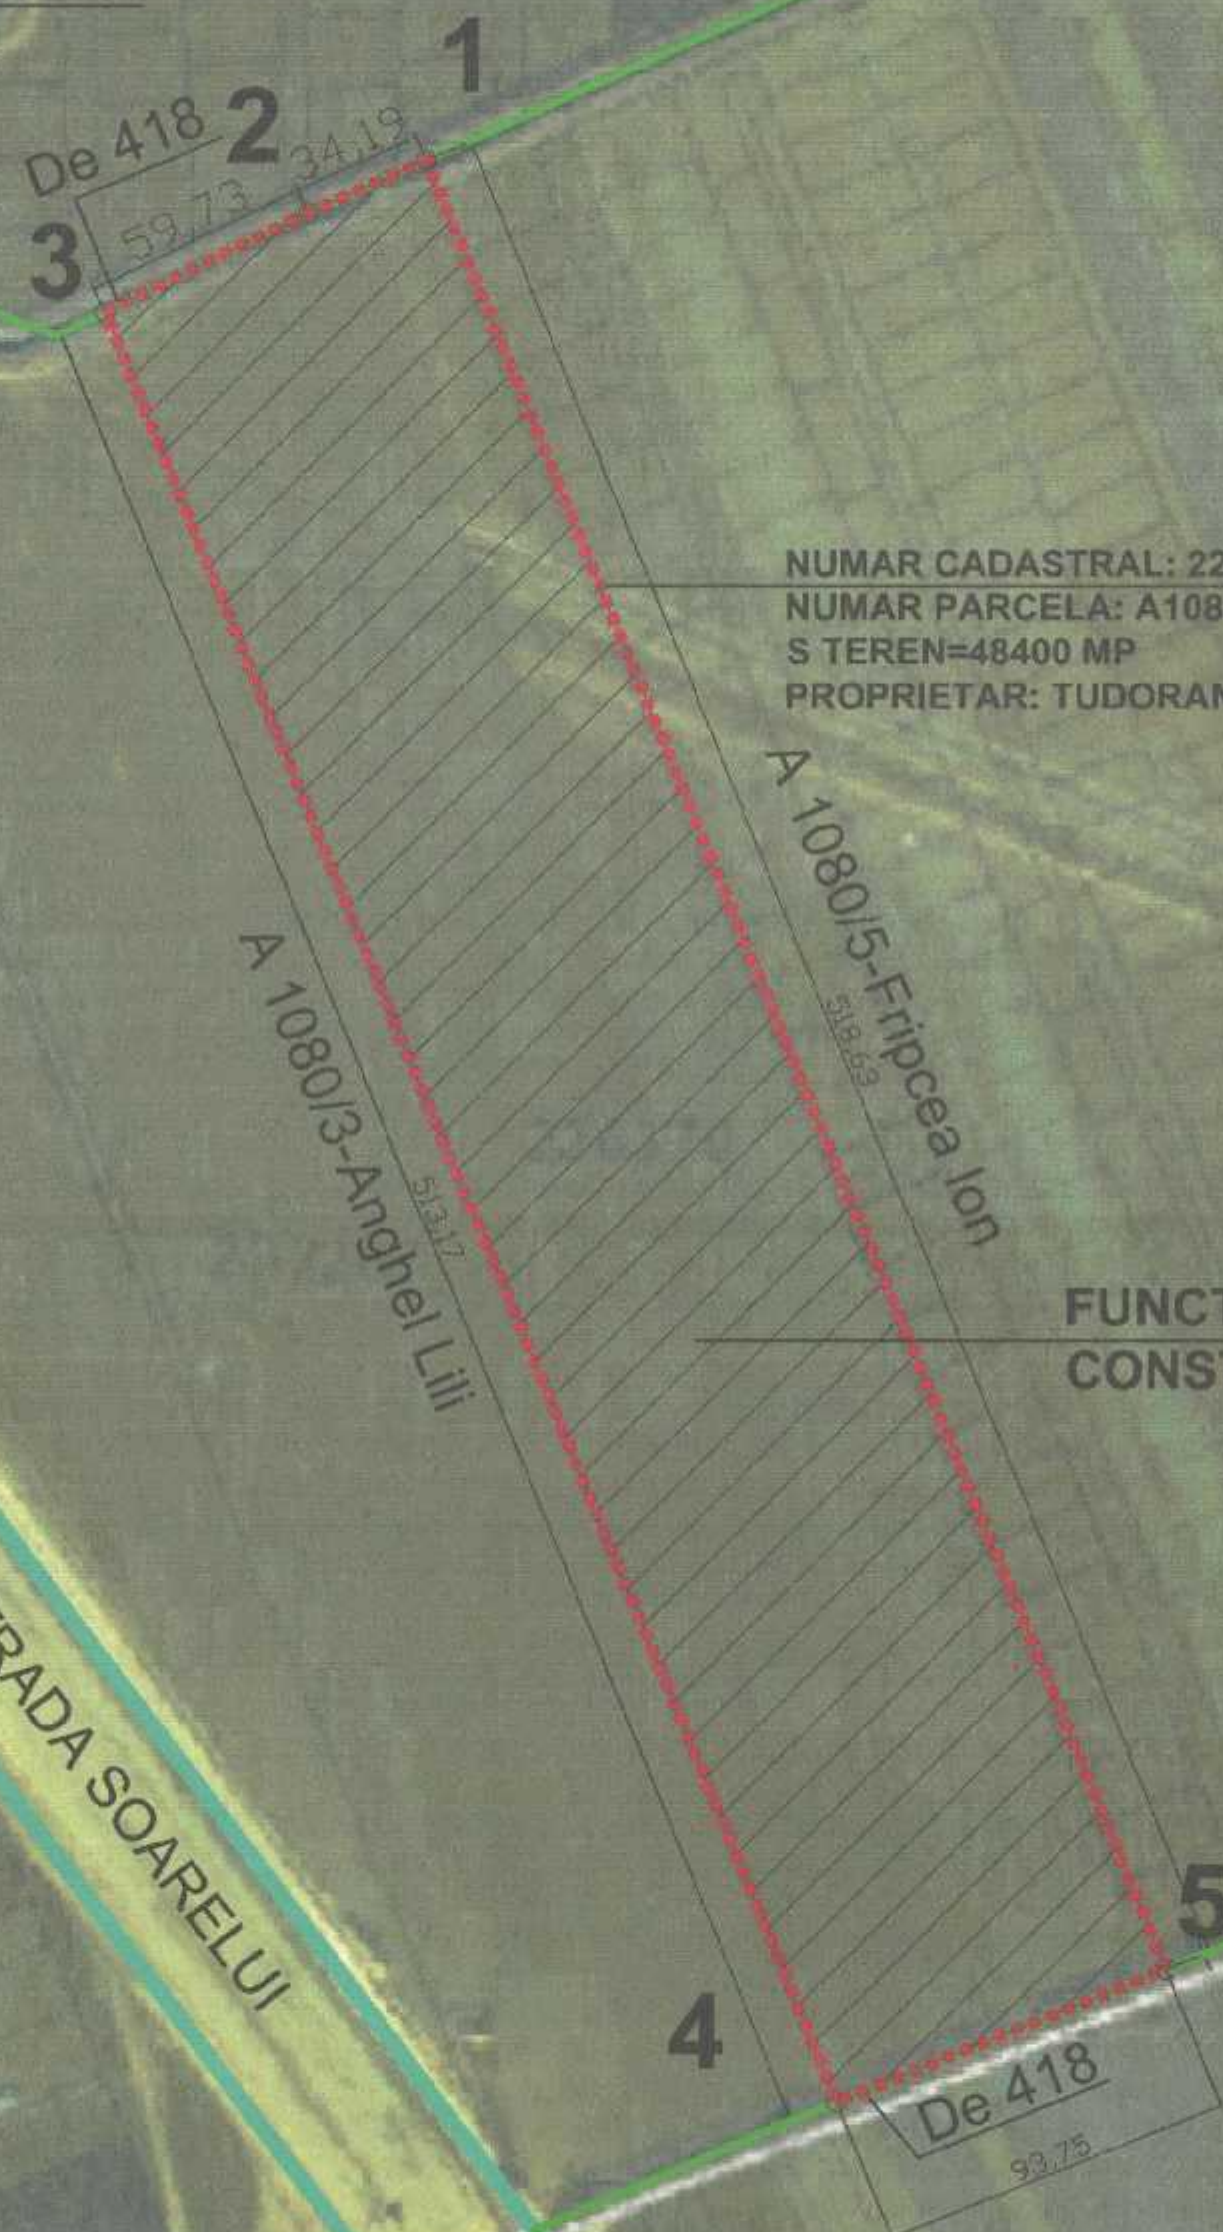 1
2
De 418
34,19
59,73
3
NUMAR CADASTRAL: 22
NUMAR PARCELA: A108
S TEREN=48400 MP
PROPRIETAR: TUDORAN
A 1080/5-Fripcea Ion
518,63
A 1080/3-Anghel Lili
513,17
FUNCT
CONST
RADA SOARELUI
5
4
De 418
93,75